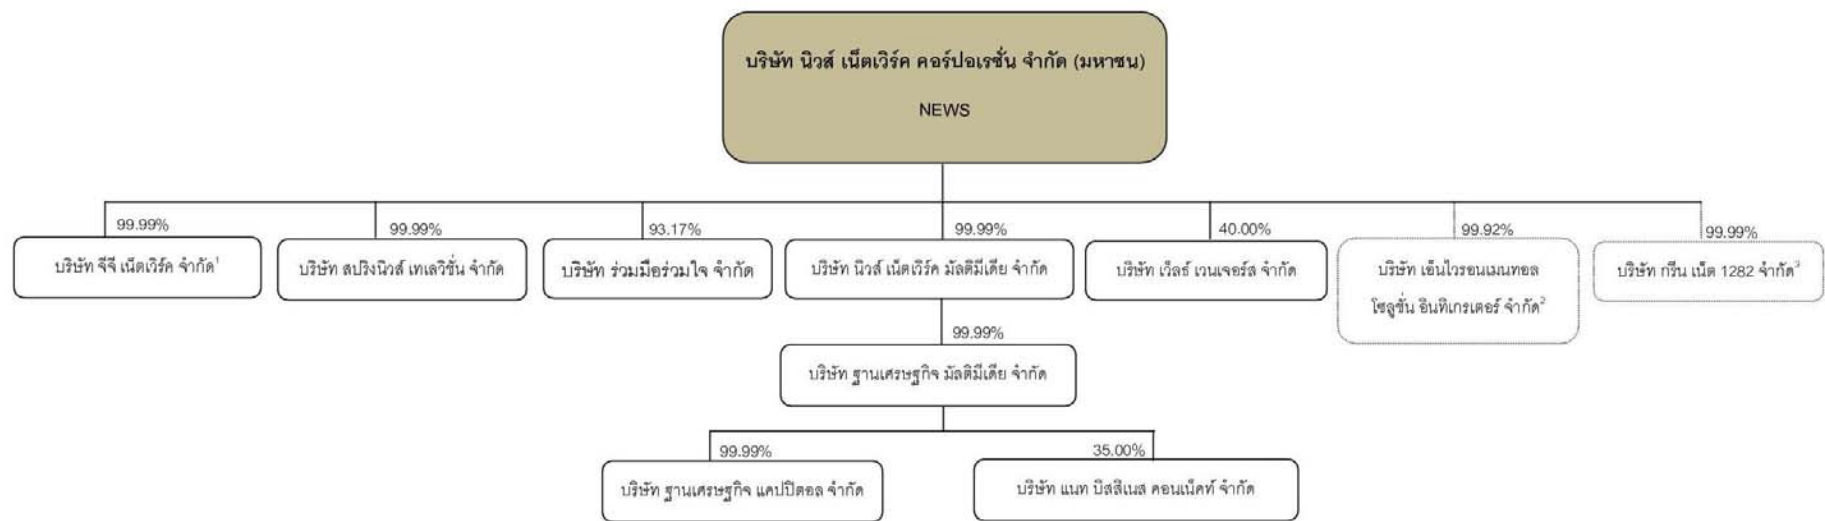 บริษัท นิวส์ เน็ตเวิร์ค คอร์ปอเรชั่น จำกัด (มหาชน)
NEWS
99.99%
99.99%
93.17%
99.99%
40.00%
99.92%
99.99%
บริษัท จีจี เน็ตเวิร์ค จำกัด¹
บริษัท สปริงนิวส์ เทเลวิชั่น จำกัด
บริษัท ร่วมมือร่วมใจ จำกัด
บริษัท นิวส์ เน็ตเวิร์ค มัลติมีเดีย จำกัด
บริษัท เว็ลธ์ เวนเจอร์ส จำกัด
บริษัท เอ็นไวรอนเมนทอล
โซลูชั่น อินทิเกรเตอร์ จำกัด²
บริษัท กรีน เน็ต 1282 จำกัด³
99.99%
บริษัท ฐานเศรษฐกิจ มัลติมีเดีย จำกัด
99.99%
35.00%
บริษัท ฐานเศรษฐกิจ แคปปิตอล จำกัด
บริษัท แนท บิสสิเนส คอนเน็คท์ จำกัด